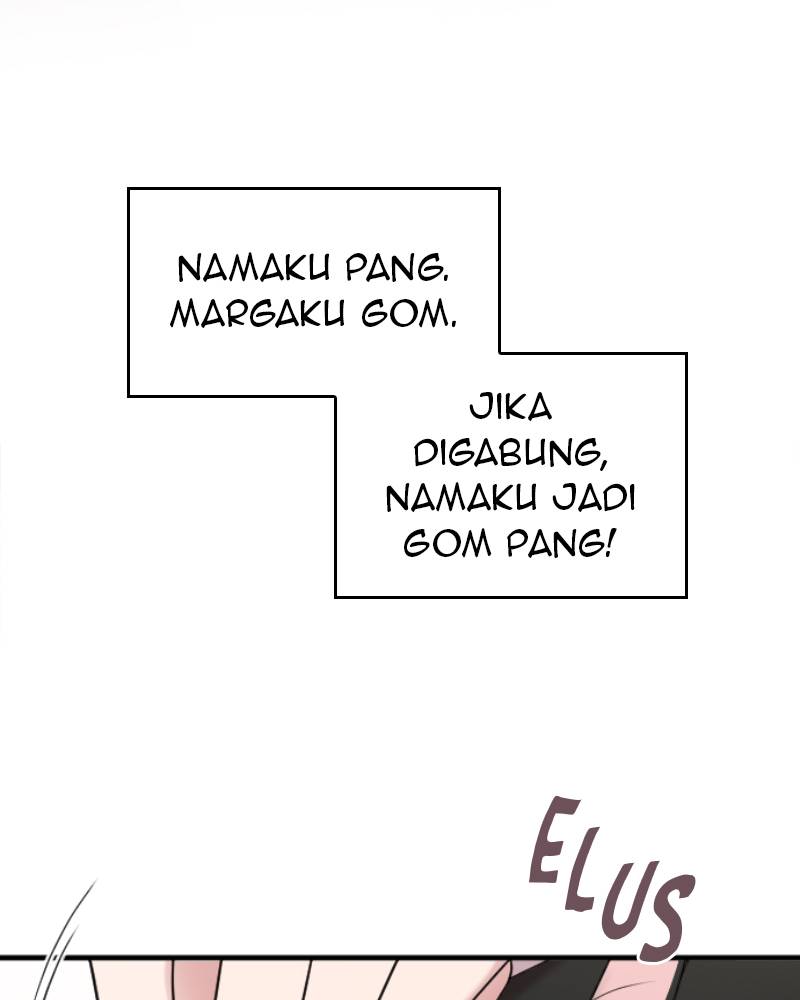 NAMAKU PANG.
MARGAKU GOM.
JIKA
DIGABUNG,
NAMAKU JADI
GOM PANG!
ELUS